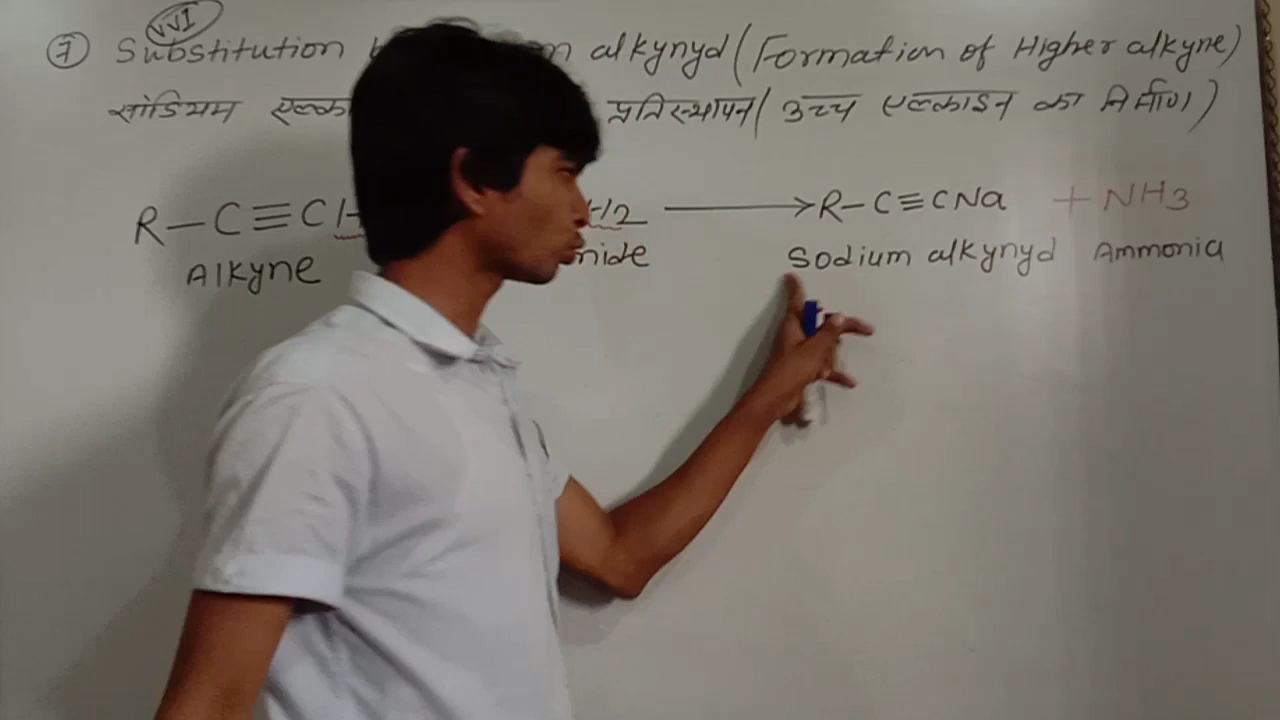 VVI
⑦ Substitution alkynyd (Formation of Higher alkyne)
सोडियम प्रतिस्थापन ( उच्च एल्काइन का निर्माण )
R—C≡CH → R—C≡CNa + NH3
Alkyne Sodium alkynyd Ammonia